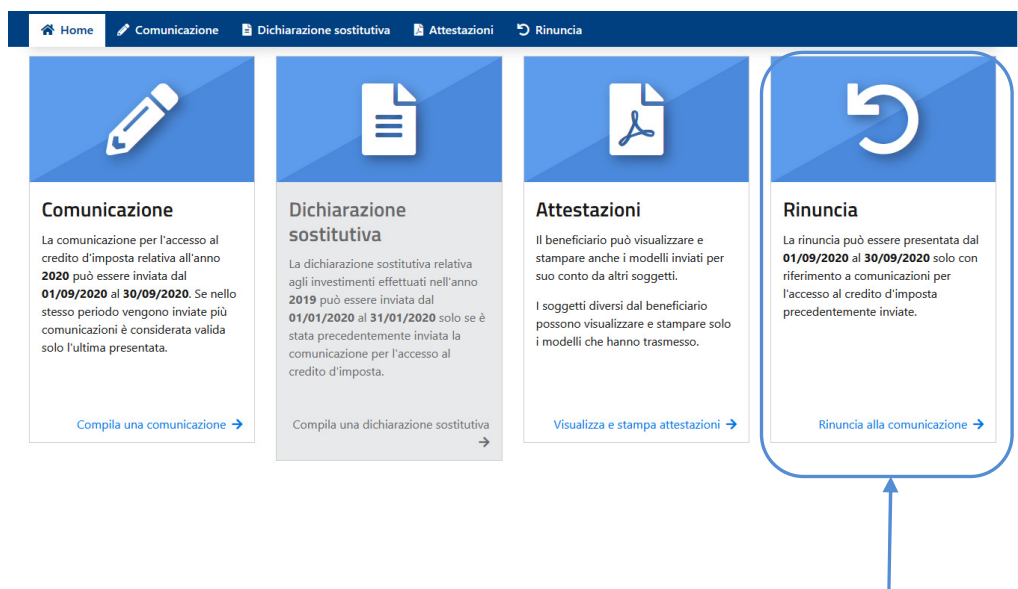 Home Comunicazione Dichiarazione sostitutiva Attestazioni Rinuncia
Comunicazione
La comunicazione per l'accesso al
credito d'imposta relativa all'anno
2020 può essere inviata dal
01/09/2020 al 30/09/2020. Se nello
stesso periodo vengono inviate più
comunicazioni è considerata valida
solo l'ultima presentata.
Compila una comunicazione →
Dichiarazione
sostitutiva
La dichiarazione sostitutiva relativa
agli investimenti effettuati nell'anno
2019 può essere inviata dal
01/01/2020 al 31/01/2020 solo se è
stata precedentemente inviata la
comunicazione per l'accesso al
credito d'imposta.
Compila una dichiarazione sostitutiva
→
Attestazioni
Il beneficiario può visualizzare e
stampare anche i modelli inviati per
suo conto da altri soggetti.
I soggetti diversi dal beneficiario
possono visualizzare e stampare solo
i modelli che hanno trasmesso.
Visualizza e stampa attestazioni →
Rinuncia
La rinuncia può essere presentata dal
01/09/2020 al 30/09/2020 solo con
riferimento a comunicazioni per
l'accesso al credito d'imposta
precedentemente inviate.
Rinuncia alla comunicazione →